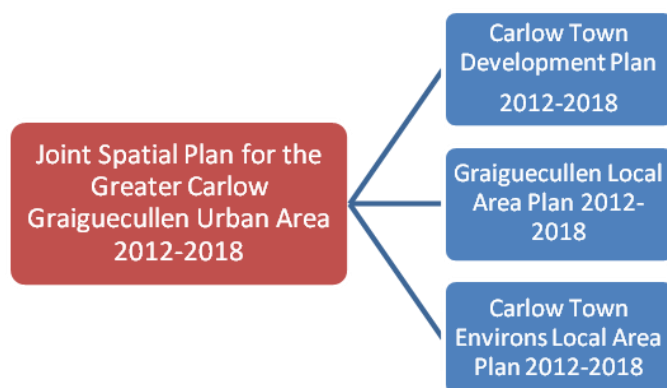 Joint Spatial Plan for the
Greater Carlow
Graiguecullen Urban Area
2012-2018
Carlow Town
Development Plan
2012-2018
Graiguecullen Local
Area Plan 2012-
2018
Carlow Town
Environs Local Area
Plan 2012-2018